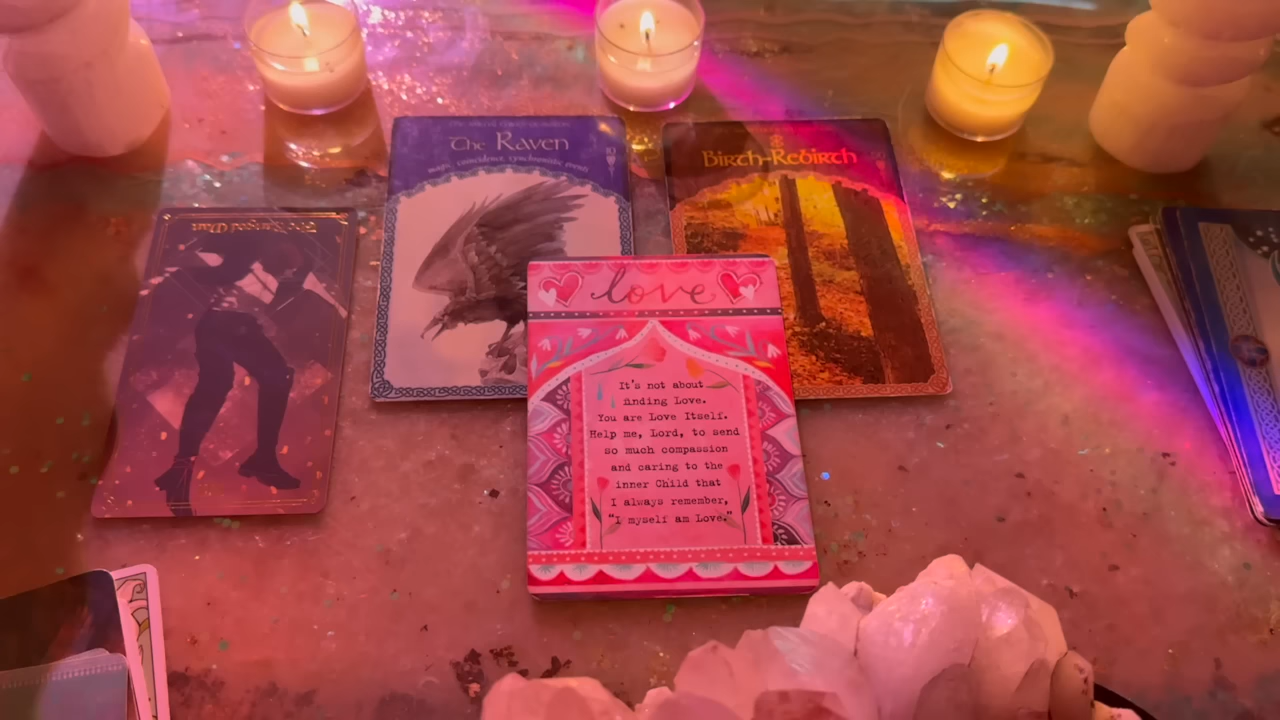 The Raven
magic, coincidence, synchronistic events
10
Birth-Rebirth
The Hanged Man
love
It's not about
finding Love.
You are Love Itself.
Help me, Lord, to send
so much compassion
and caring to the
inner Child that
I always remember,
"I myself am Love."